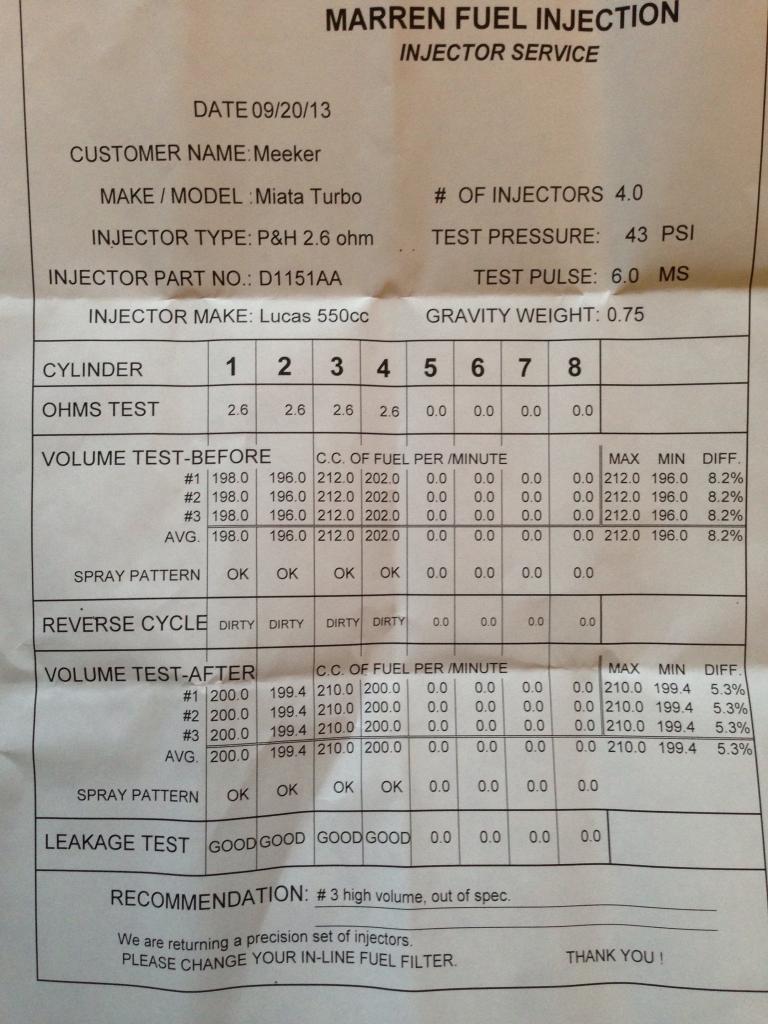 MARREN FUEL INJECTION
INJECTOR SERVICE
DATE 09/20/13
CUSTOMER NAME: Meeker
MAKE / MODEL : Miata Turbo # OF INJECTORS 4.0
INJECTOR TYPE: P&H 2.6 ohm TEST PRESSURE: 43 PSI
INJECTOR PART NO.: D1151AA TEST PULSE: 6.0 MS
INJECTOR MAKE: Lucas 550cc GRAVITY WEIGHT: 0.75
CYLINDER 1 2 3 4 5 6 7 8
OHMS TEST 2.6 2.6 2.6 2.6 0.0 0.0 0.0 0.0
VOLUME TEST-BEFORE C.C. OF FUEL PER /MINUTE MAX MIN DIFF.
#1 198.0 196.0 212.0 202.0 0.0 0.0 0.0 0.0 212.0 196.0 8.2%
#2 198.0 196.0 212.0 202.0 0.0 0.0 0.0 0.0 212.0 196.0 8.2%
#3 198.0 196.0 212.0 202.0 0.0 0.0 0.0 0.0 212.0 196.0 8.2%
AVG. 198.0 196.0 212.0 202.0 0.0 0.0 0.0 0.0 212.0 196.0 8.2%
SPRAY PATTERN OK OK OK OK 0.0 0.0 0.0 0.0
REVERSE CYCLE DIRTY DIRTY DIRTY DIRTY 0.0 0.0 0.0 0.0
VOLUME TEST-AFTER C.C. OF FUEL PER /MINUTE MAX MIN DIFF.
#1 200.0 199.4 210.0 200.0 0.0 0.0 0.0 0.0 210.0 199.4 5.3%
#2 200.0 199.4 210.0 200.0 0.0 0.0 0.0 0.0 210.0 199.4 5.3%
#3 200.0 199.4 210.0 200.0 0.0 0.0 0.0 0.0 210.0 199.4 5.3%
AVG. 200.0 199.4 210.0 200.0 0.0 0.0 0.0 0.0 210.0 199.4 5.3%
SPRAY PATTERN OK OK OK OK 0.0 0.0 0.0 0.0
LEAKAGE TEST GOOD GOOD GOOD GOOD 0.0 0.0 0.0 0.0
RECOMMENDATION: # 3 high volume, out of spec.
We are returning a precision set of injectors.
PLEASE CHANGE YOUR IN-LINE FUEL FILTER. THANK YOU !